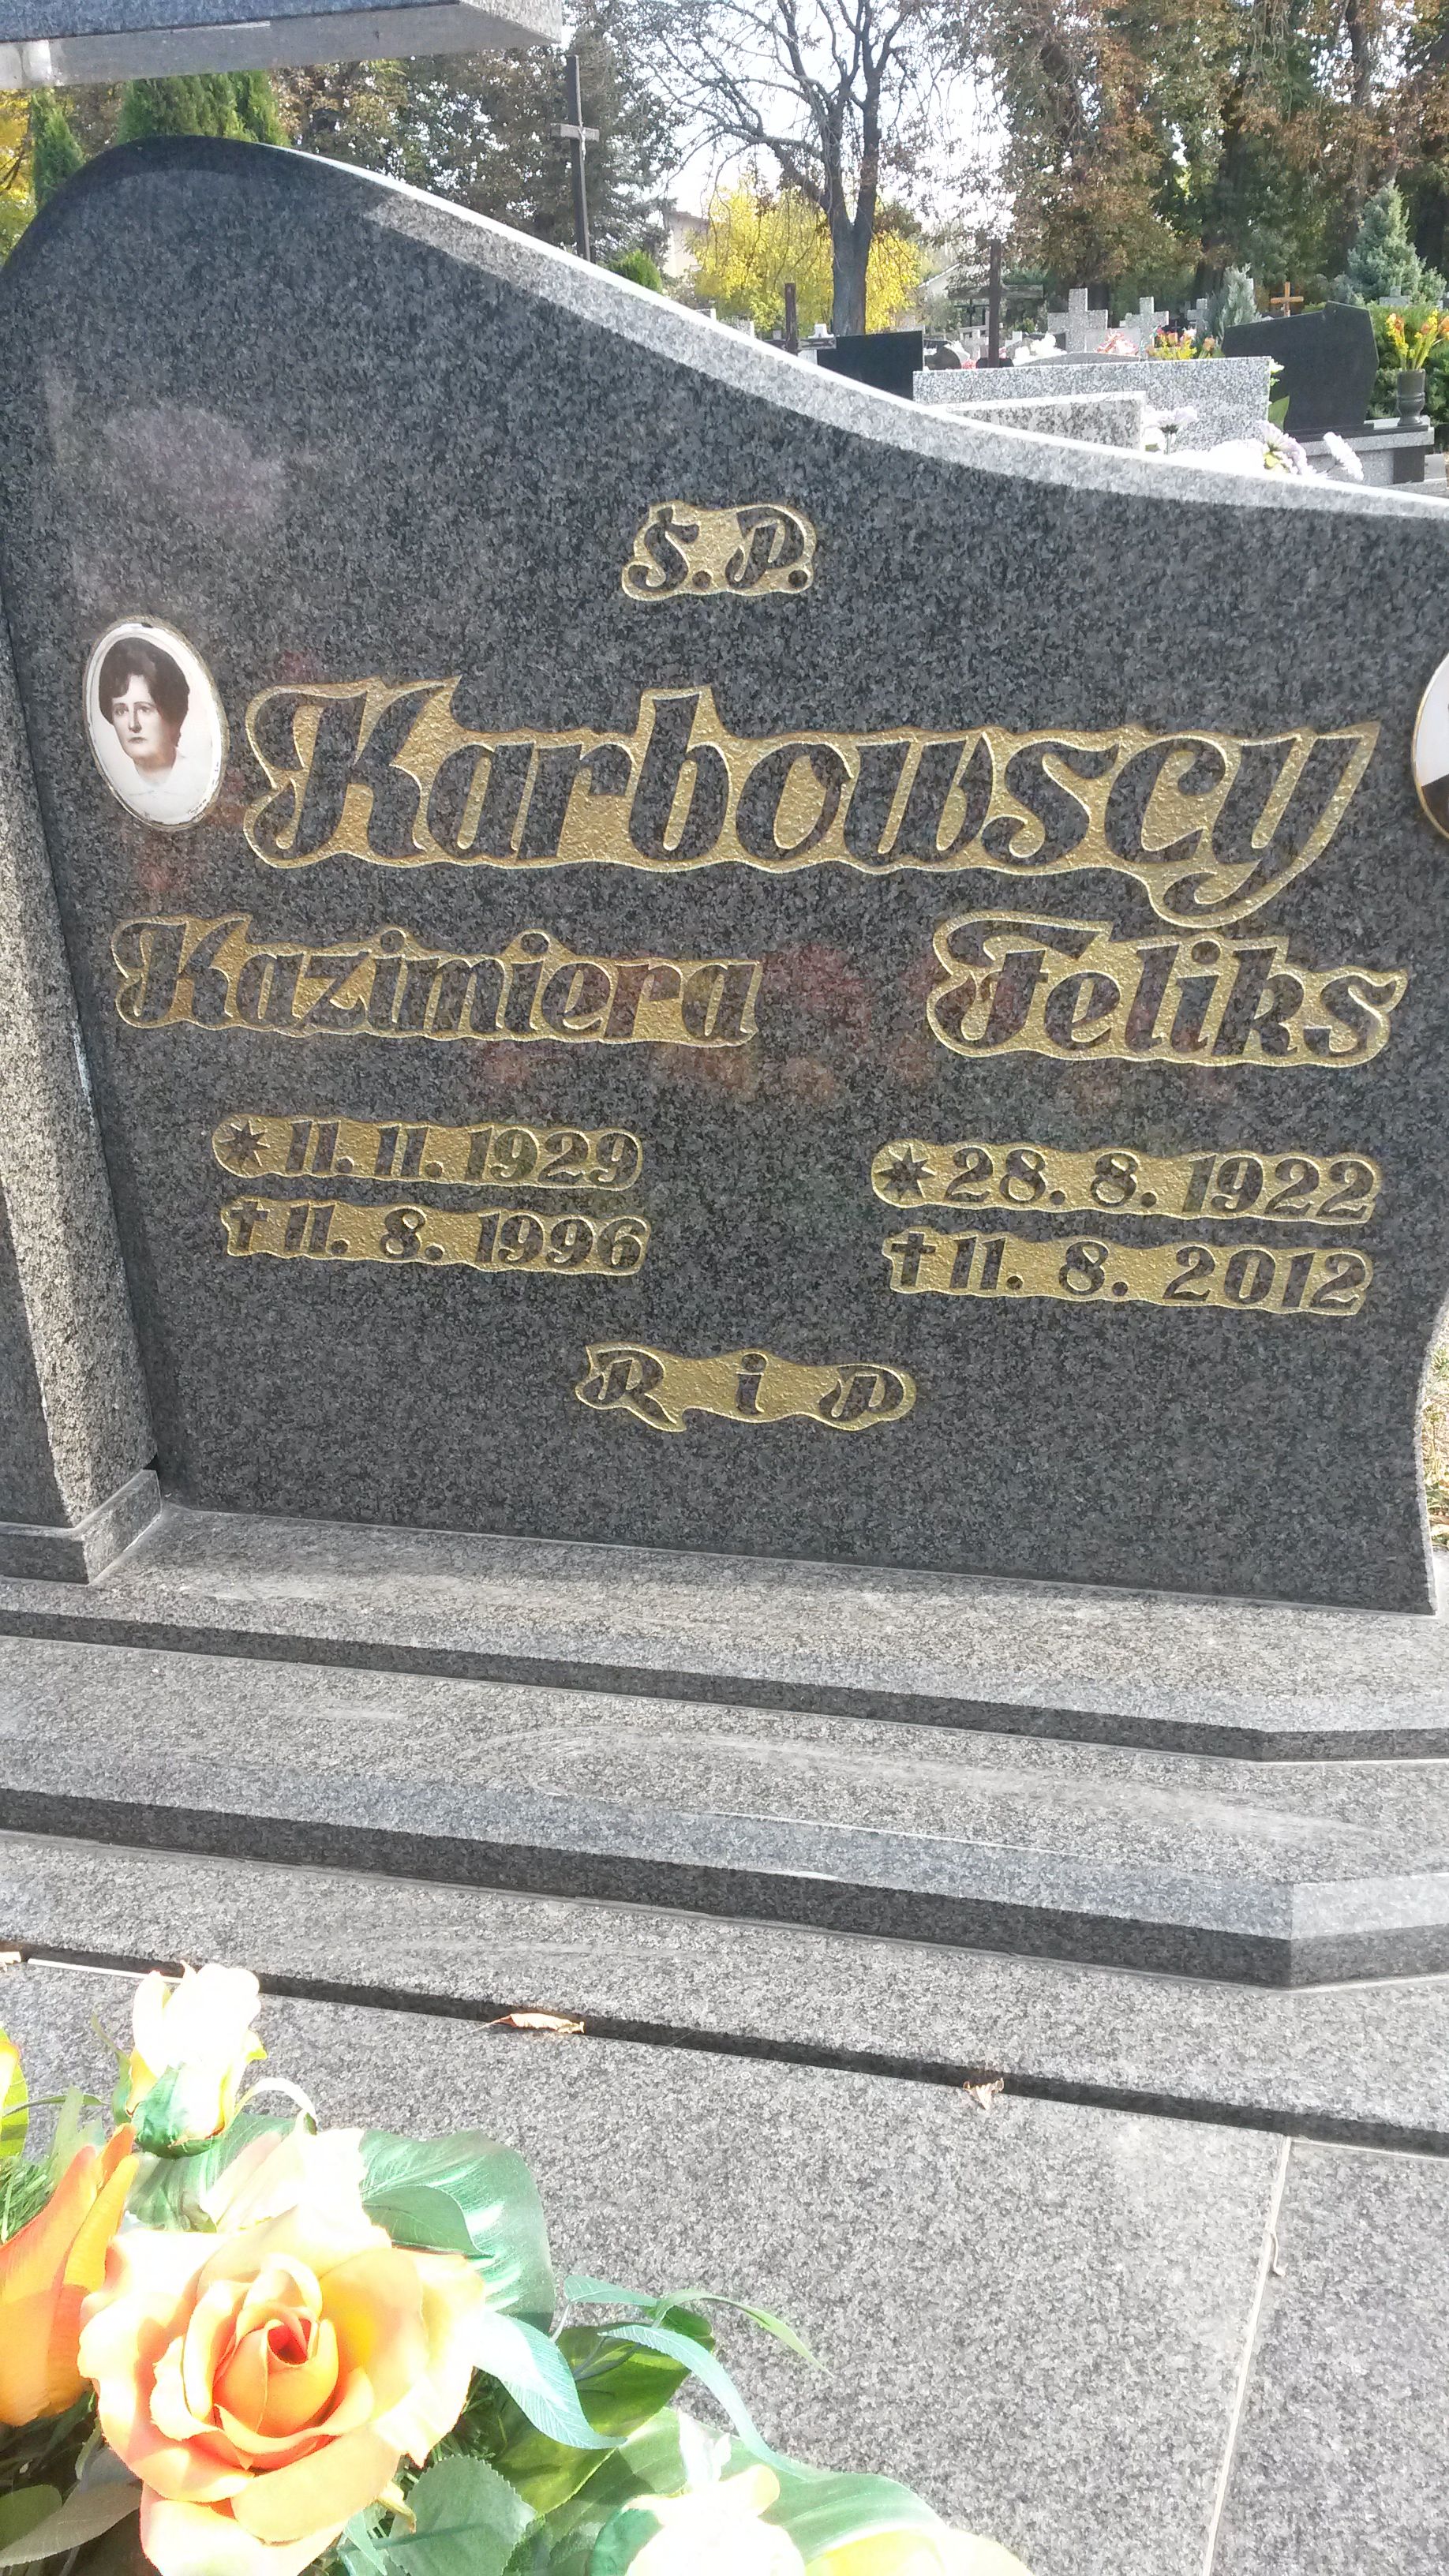 Ś.P.
Karbowscy
Kazimiera Feliks
* 11. 11. 1929 * 28. 8. 1922
† 11. 8. 1996 † 11. 8. 2012
R i P